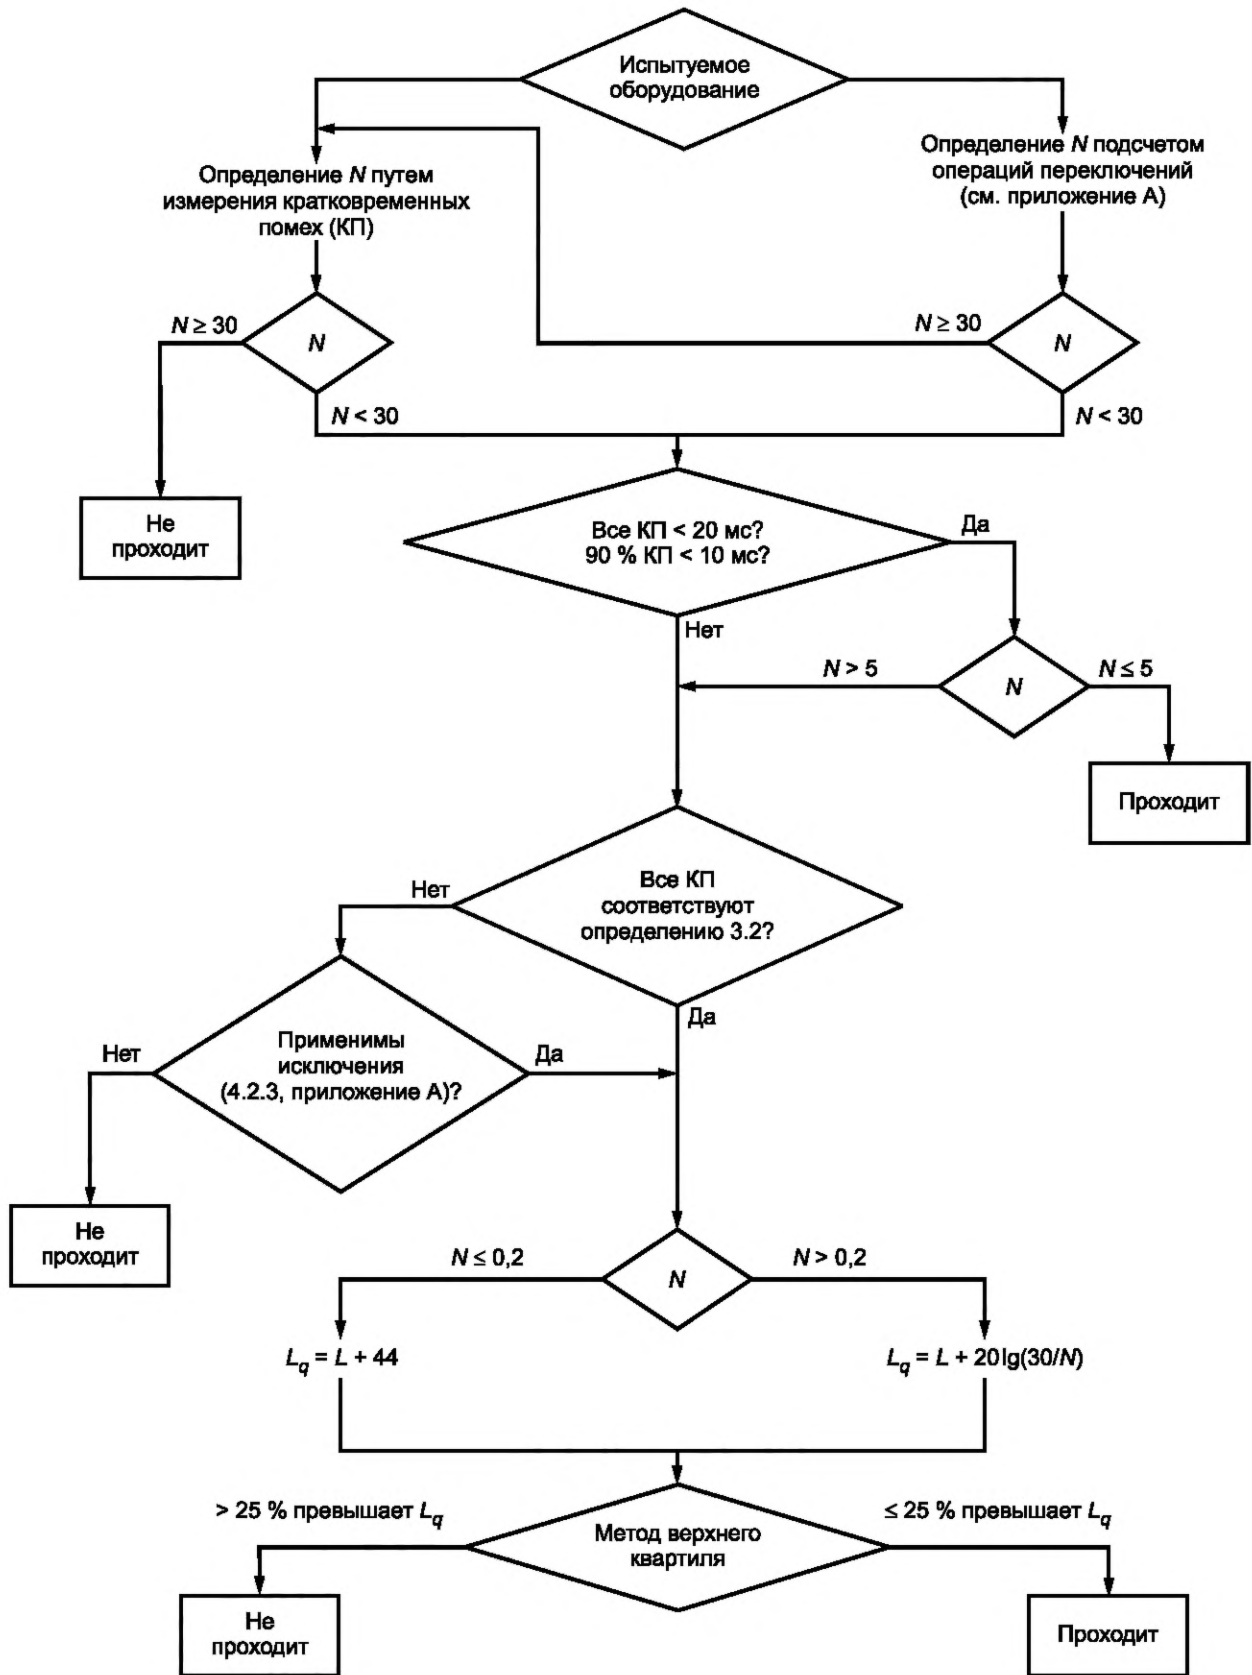 Испытуемое
оборудование
Определение N путем
измерения кратковременных
помех (КП)
Определение N подсчетом
операций переключений
(см. приложение А)
N ≥ 30
N
N ≥ 30
N
N < 30
N < 30
Не
проходит
Все КП < 20 мс?
90 % КП < 10 мс?
Да
Нет
N > 5
N
N ≤ 5
Проходит
Нет
Все КП
соответствуют
определению 3.2?
Да
Нет
Применимы
исключения
(4.2.3, приложение А)?
Да
Не
проходит
N ≤ 0,2
N
N > 0,2
Lq = L + 44
Lq = L + 20lg(30/N)
> 25 % превышает Lq
Метод верхнего
квартиля
≤ 25 % превышает Lq
Не
проходит
Проходит